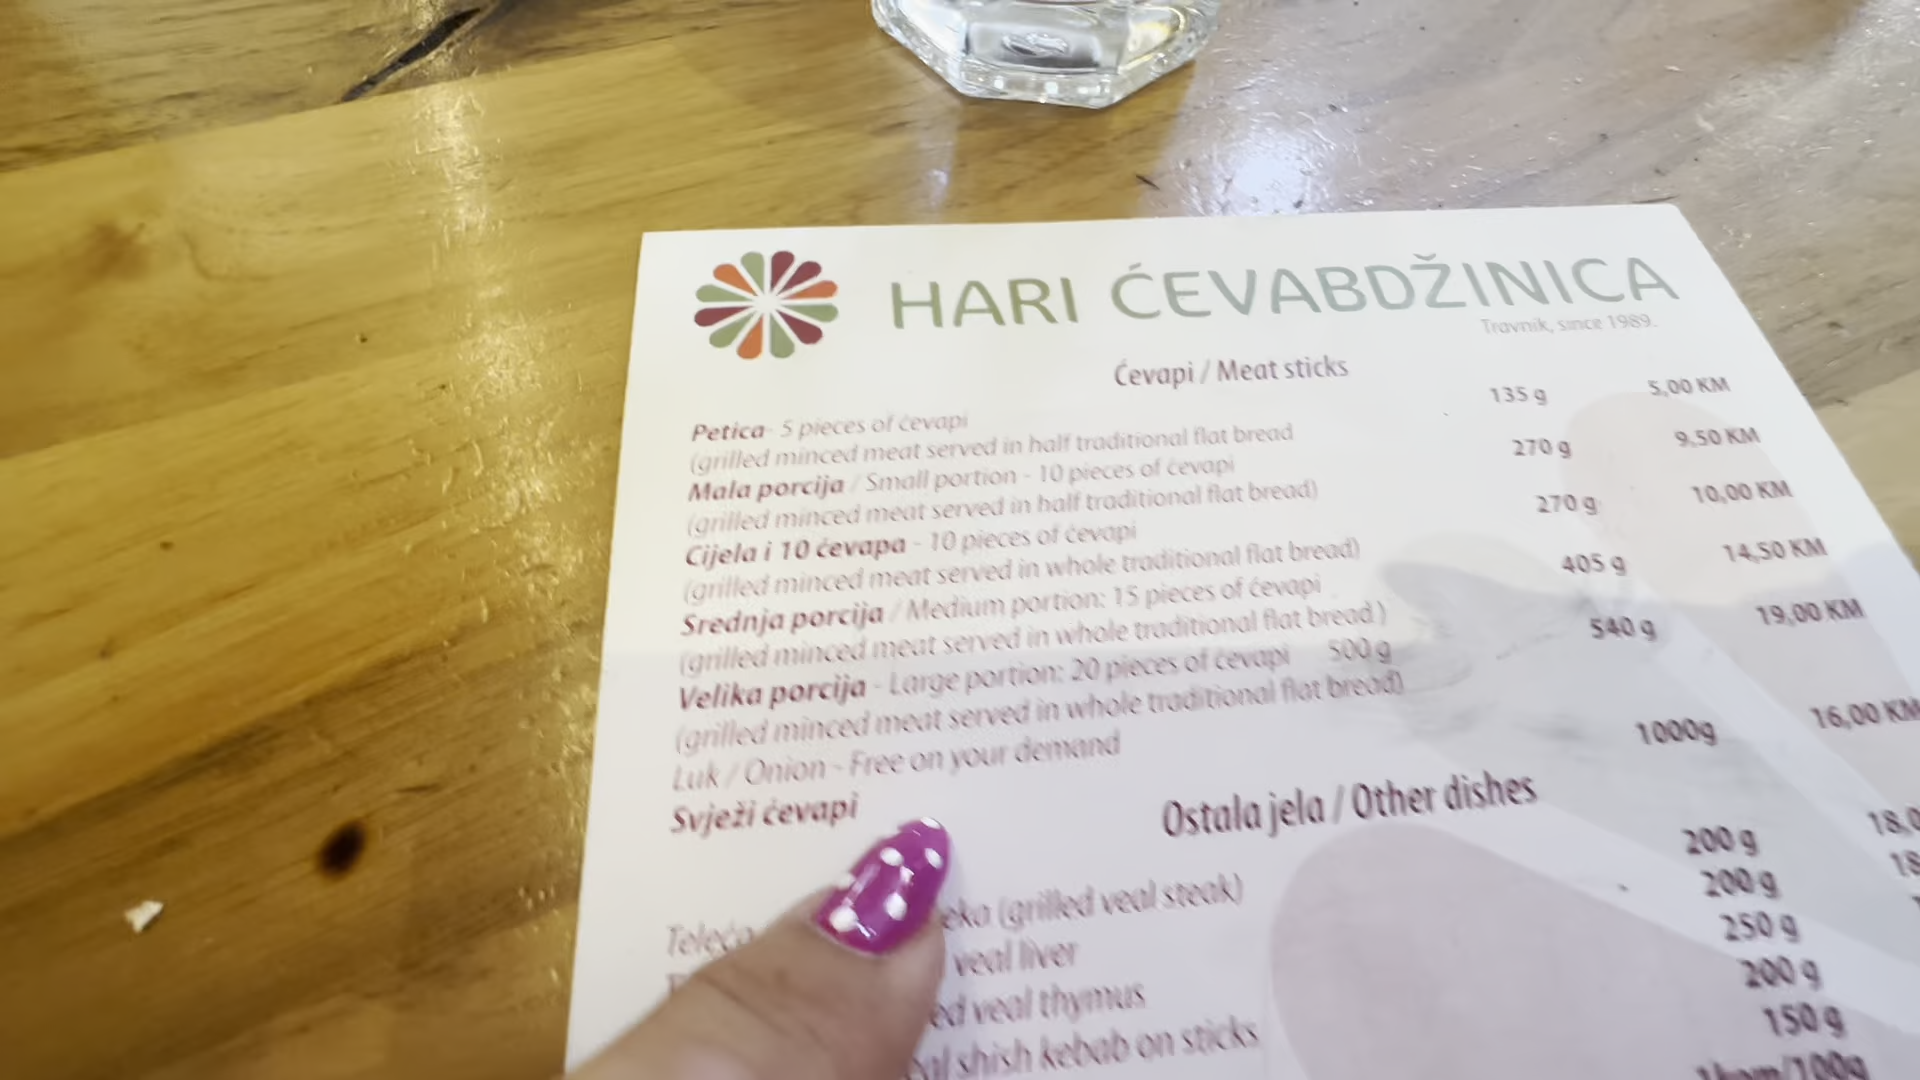 HARI ĆEVABDŽINICA
Travnik, since 1989.
Ćevapi / Meat sticks
Petica- 5 pieces of ćevapi 135 g 5,00 KM
(grilled minced meat served in half traditional flat bread
Mala porcija / Small portion - 10 pieces of ćevapi 270 g 9,50 KM
(grilled minced meat served in half traditional flat bread)
Cijela i 10 ćevapa - 10 pieces of ćevapi 270 g 10,00 KM
(grilled minced meat served in whole traditional flat bread)
Srednja porcija / Medium portion: 15 pieces of ćevapi 405 g 14,50 KM
(grilled minced meat served in whole traditional flat bread )
Velika porcija - Large portion: 20 pieces of ćevapi 500 g 540 g 19,00 KM
(grilled minced meat served in whole traditional flat bread)
Luk / Onion - Free on your demand
Svježi ćevapi 1000g 16,00 KM
Ostala jela / Other dishes
(grilled veal steak) 200 g
veal liver 200 g
veal thymus 250 g
shish kebab on sticks 200 g
150 g
1kom/100g